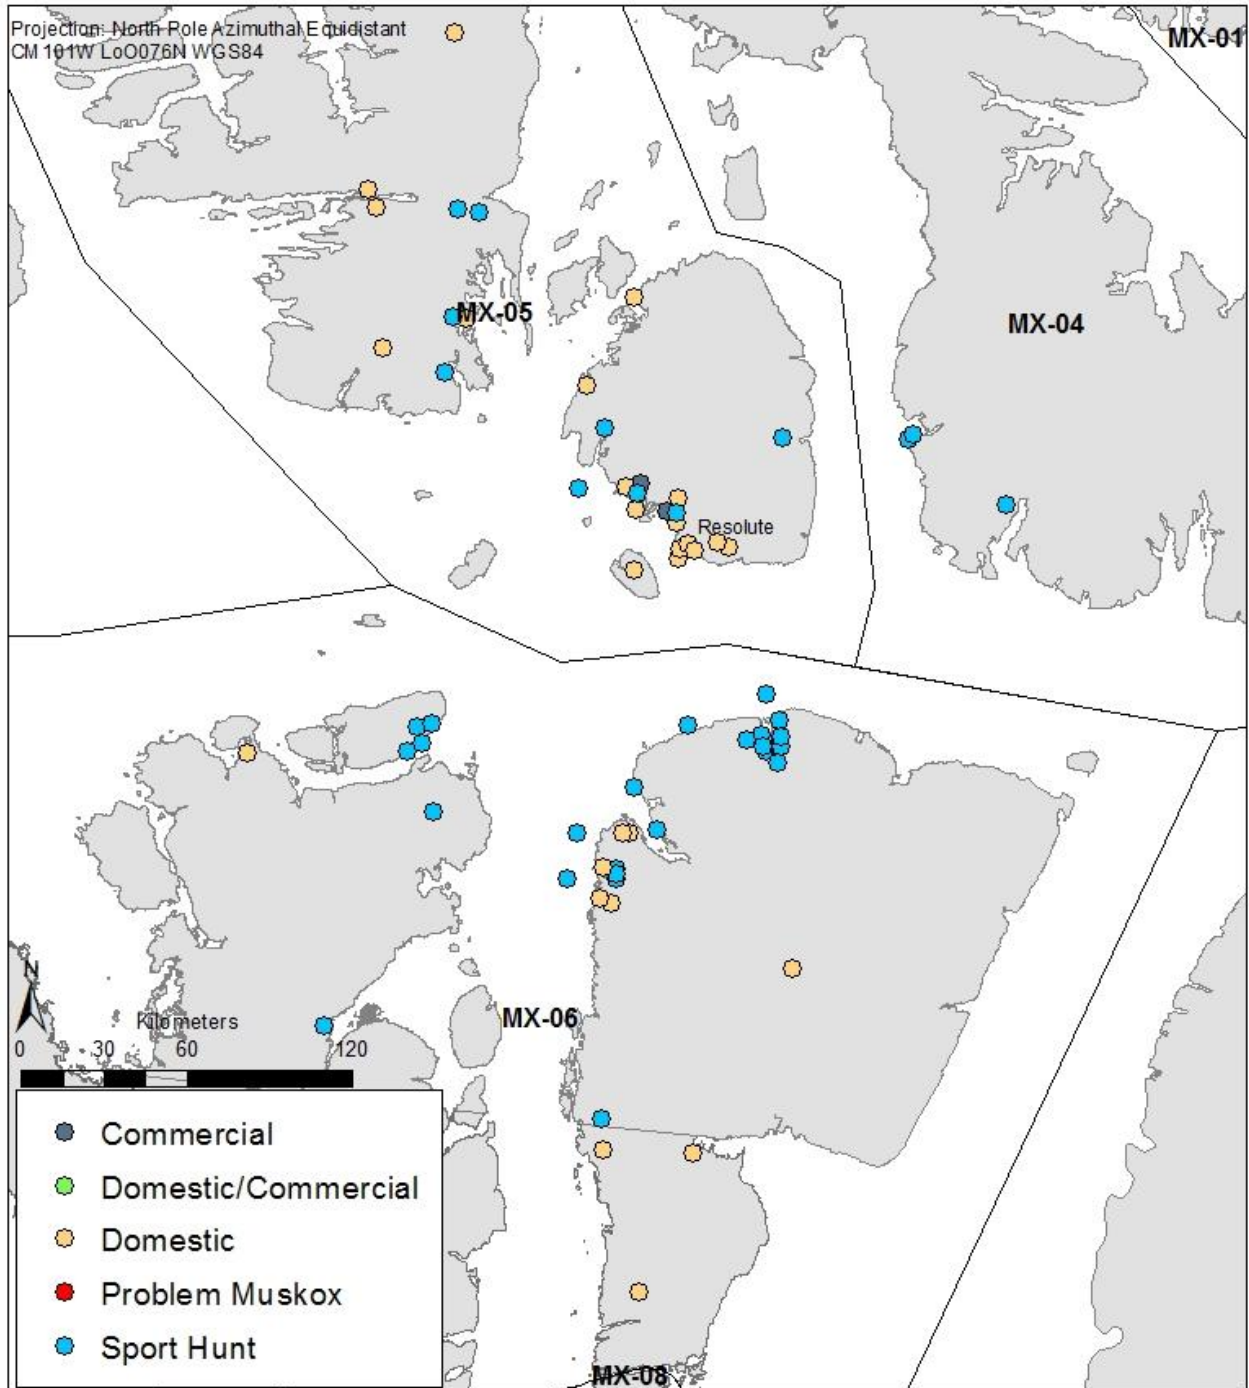 Projection: North Pole Azimuthal Equidistant
CM 101W LoO076N WGS84
MX-01
MX-05
MX-04
Resolute
N
MX-06
Kilometers
0 30 60 120
Commercial
Domestic/Commercial
Domestic
Problem Muskox
Sport Hunt
MX-08